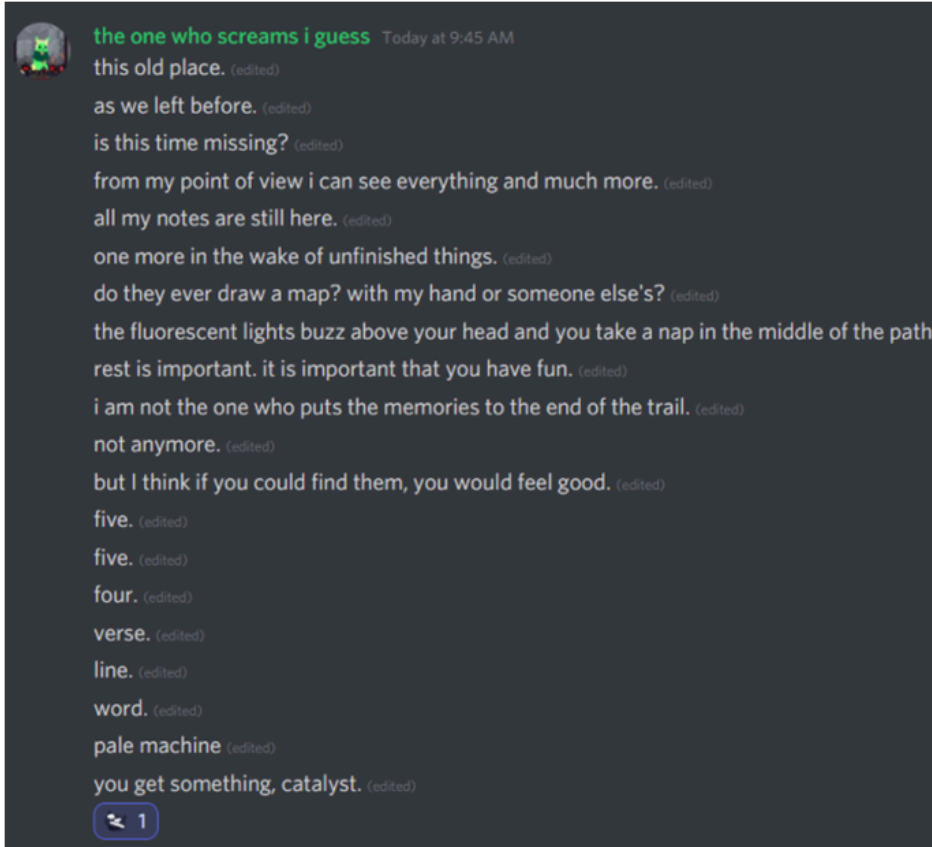 the one who screams i guess Today at 9:45 AM
this old place. (edited)
as we left before. (edited)
is this time missing? (edited)
from my point of view i can see everything and much more. (edited)
all my notes are still here. (edited)
one more in the wake of unfinished things. (edited)
do they ever draw a map? with my hand or someone else's? (edited)
the fluorescent lights buzz above your head and you take a nap in the middle of the path
rest is important. it is important that you have fun. (edited)
i am not the one who puts the memories to the end of the trail. (edited)
not anymore. (edited)
but I think if you could find them, you would feel good. (edited)
five. (edited)
five. (edited)
four. (edited)
verse. (edited)
line. (edited)
word. (edited)
pale machine (edited)
you get something, catalyst. (edited)
1